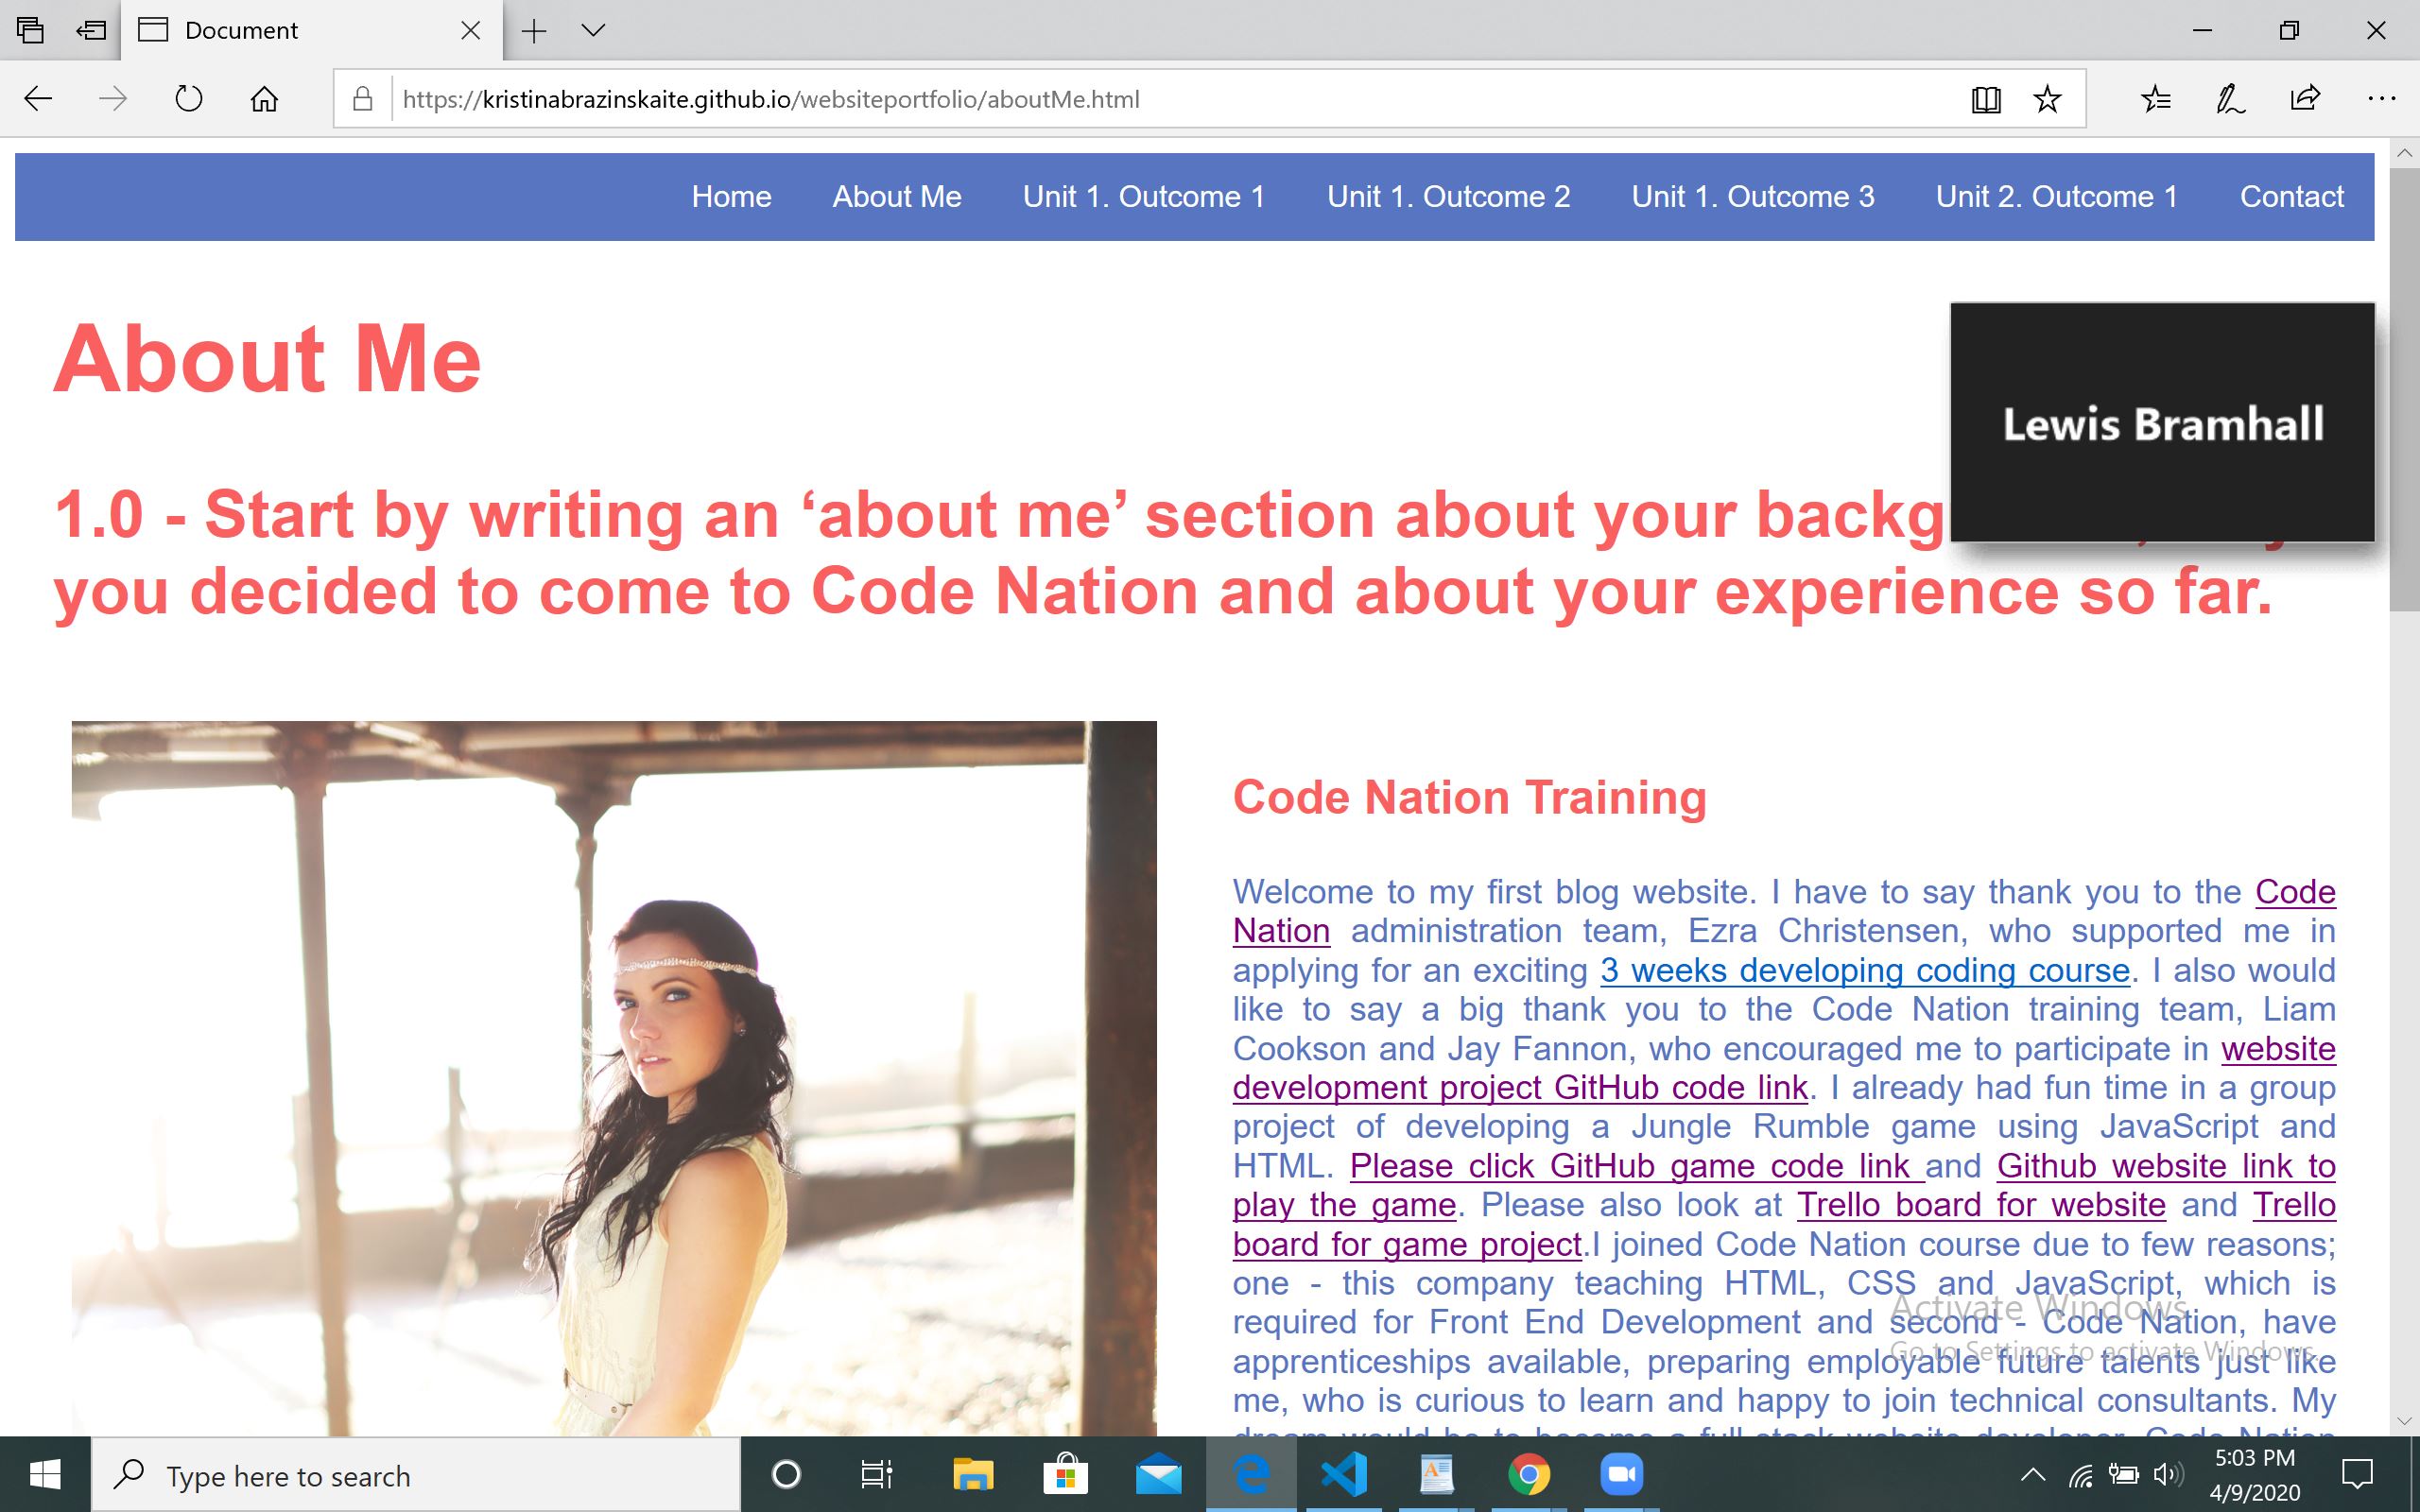 Document
https://kristinabrazinskaite.github.io/websiteportfolio/aboutMe.html
Home About Me Unit 1. Outcome 1 Unit 1. Outcome 2 Unit 1. Outcome 3 Unit 2. Outcome 1 Contact
About Me
Lewis Bramhall
1.0 - Start by writing an ‘about me’ section about your backg
you decided to come to Code Nation and about your experience so far.
Code Nation Training
Welcome to my first blog website. I have to say thank you to the Code
Nation administration team, Ezra Christensen, who supported me in
applying for an exciting 3 weeks developing coding course. I also would
like to say a big thank you to the Code Nation training team, Liam
Cookson and Jay Fannon, who encouraged me to participate in website
development project GitHub code link. I already had fun time in a group
project of developing a Jungle Rumble game using JavaScript and
HTML. Please click GitHub game code link and Github website link to
play the game. Please also look at Trello board for website and Trello
board for game project.I joined Code Nation course due to few reasons;
one - this company teaching HTML, CSS and JavaScript, which is
required for Front End Development and second - Code Nation, have
apprenticeships available, preparing employable future talents just like
me, who is curious to learn and happy to join technical consultants. My
dream would be to become a full stack website developer. Code Nation
Activate Windows
Go to Settings to activate Windows.
Type here to search
5:03 PM
4/9/2020